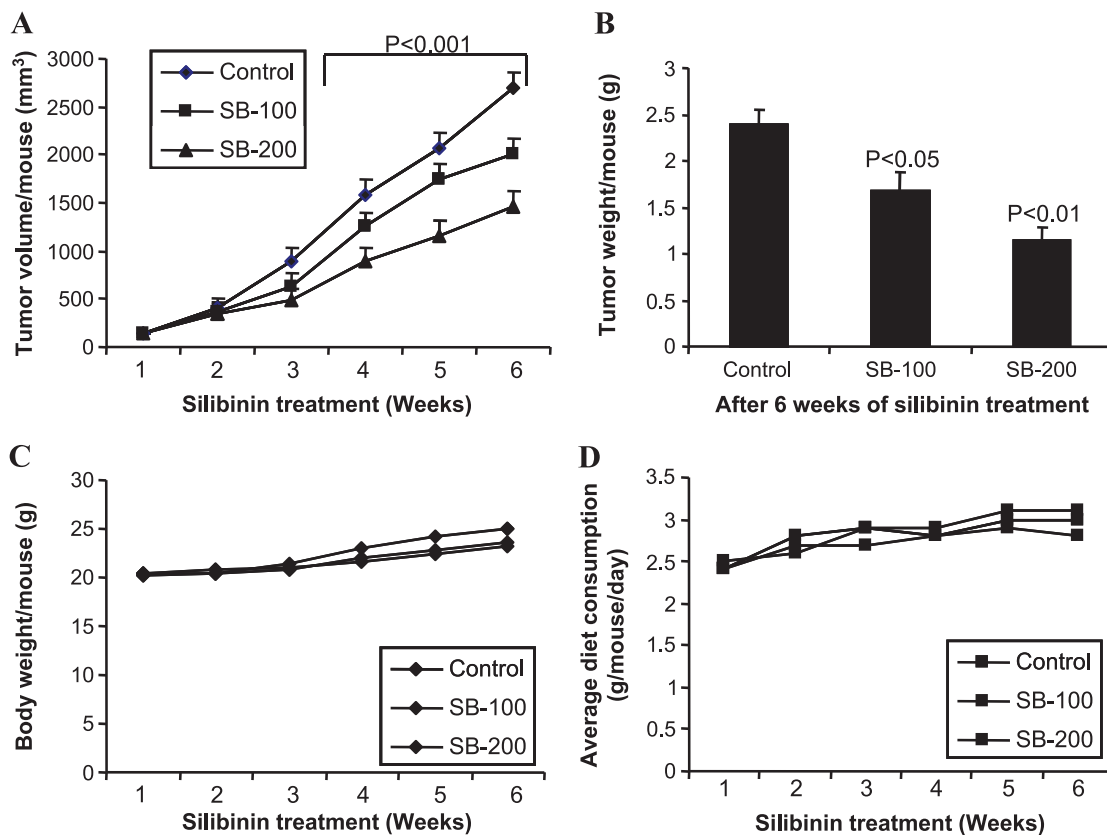 A
P<0.001
Tumor volume/mouse (mm³)
3000
2500
2000
1500
1000
500
0
Control
SB-100
SB-200
1 2 3 4 5 6
Silibinin treatment (Weeks)
B
Tumor weight/mouse (g)
3
2.5
2
1.5
1
0.5
0
P<0.05
P<0.01
Control SB-100 SB-200
After 6 weeks of silibinin treatment
C
Body weight/mouse (g)
30
25
20
15
10
5
0
Control
SB-100
SB-200
1 2 3 4 5 6
Silibinin treatment (Weeks)
D
Average diet consumption
(g/mouse/day)
3.5
3
2.5
2
1.5
1
0.5
0
Control
SB-100
SB-200
1 2 3 4 5 6
Silibinin treatment (Weeks)